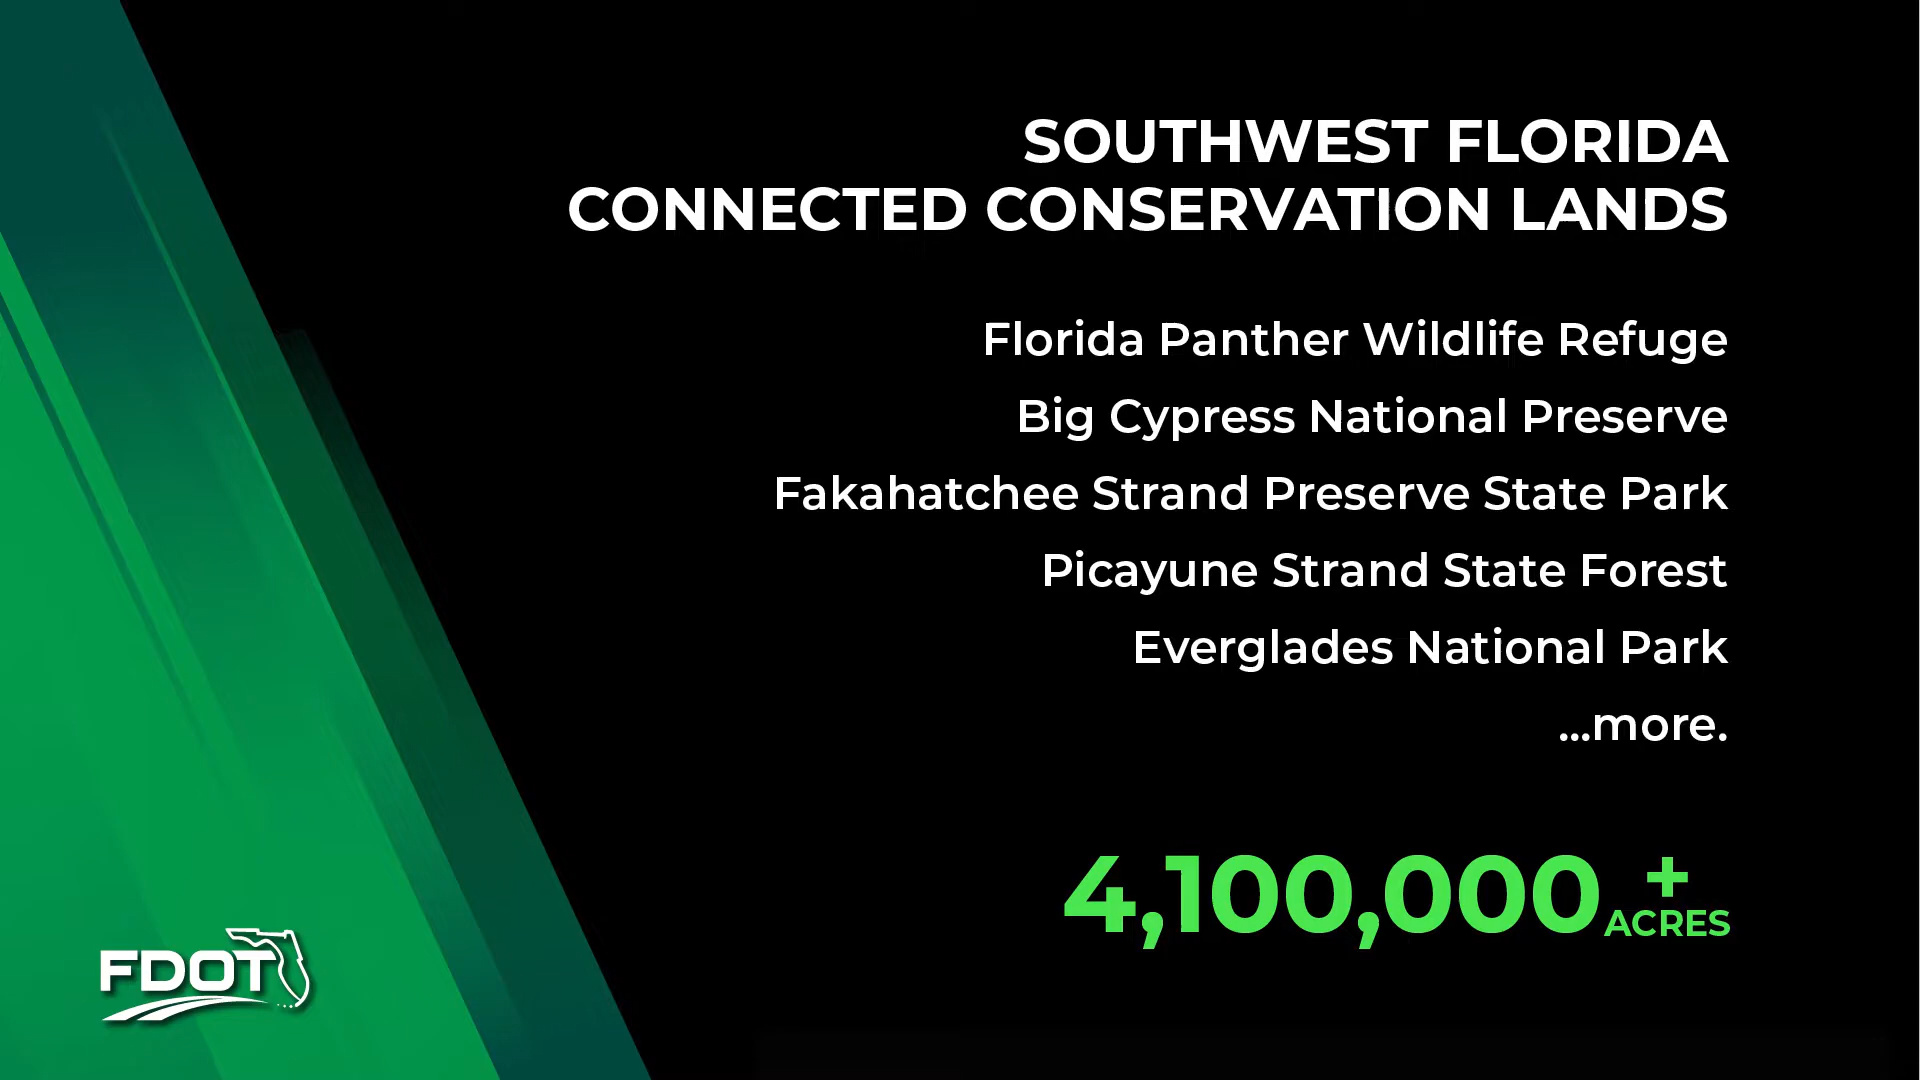 SOUTHWEST FLORIDA
CONNECTED CONSERVATION LANDS
Florida Panther Wildlife Refuge
Big Cypress National Preserve
Fakahatchee Strand Preserve State Park
Picayune Strand State Forest
Everglades National Park
...more.
4,100,000+
ACRES
FDOT